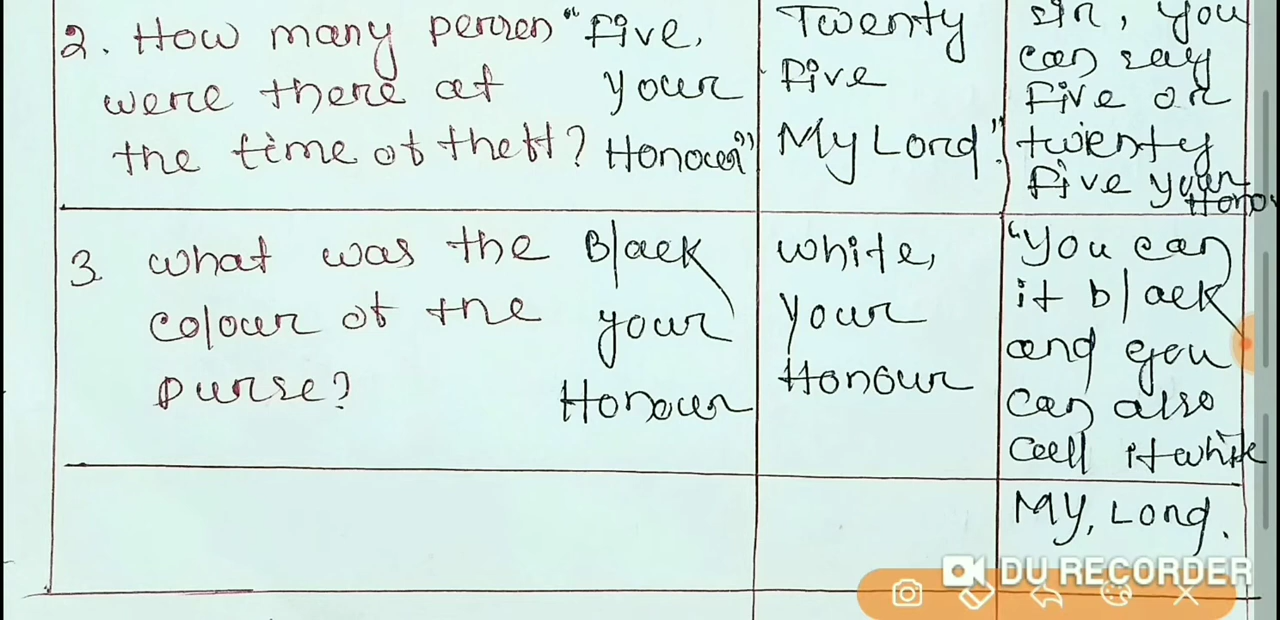 2. How many person
were there at
the time of theft?
"Five,
your
Honour"
Twenty
Five
My Lord".
sir, you
can say
Five or
twenty
five your
Honou
3. what was the
colour of the
purse?
Black
your
Honour
white,
your
Honour
"You can
it black
and you
can also
call it white
My, Lord.
DU RECORDER